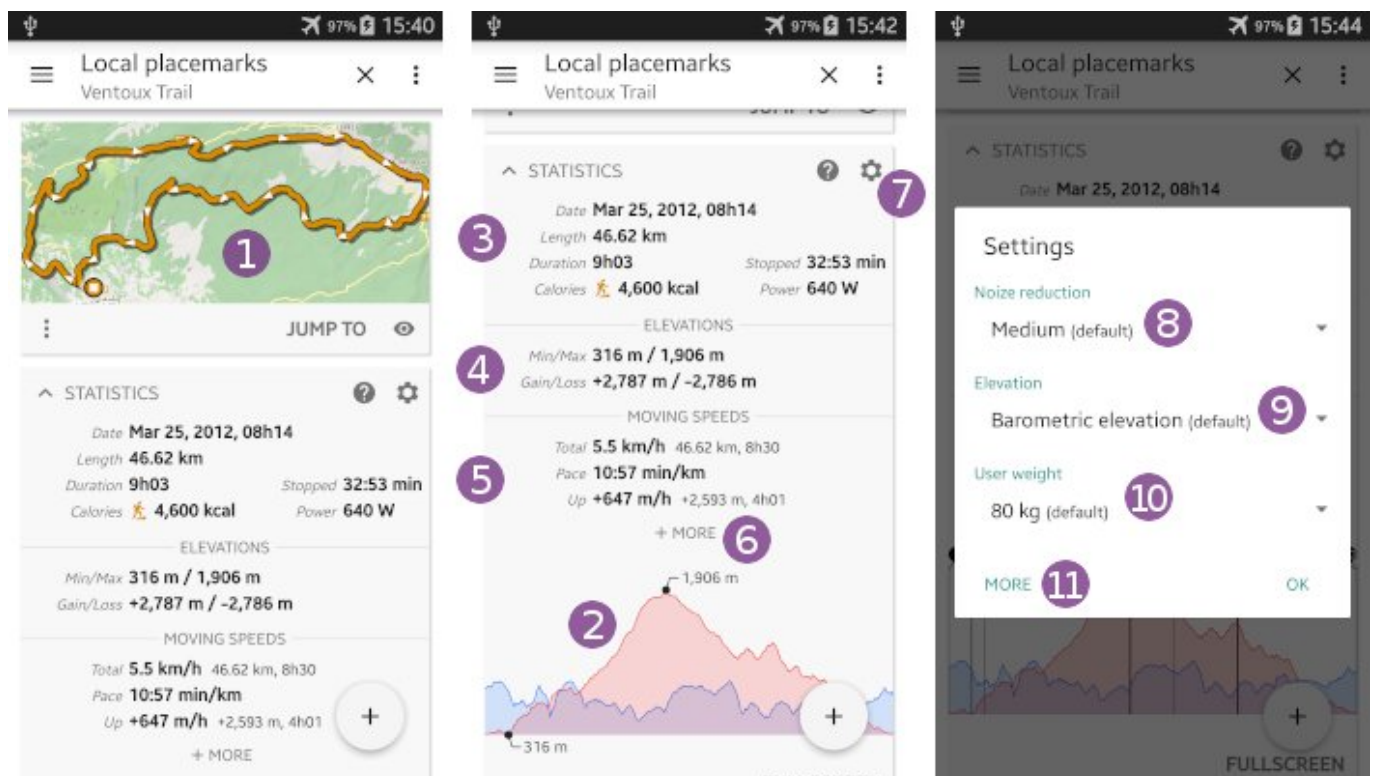 97% 15:40
Local placemarks
Ventoux Trail
1
JUMP TO
STATISTICS
Date Mar 25, 2012, 08h14
Length 46.62 km
Duration 9h03 Stopped 32:53 min
Calories 4,600 kcal Power 640 W
ELEVATIONS
Min/Max 316 m / 1,906 m
Gain/Loss +2,787 m / -2,786 m
MOVING SPEEDS
Total 5.5 km/h 46.62 km, 8h30
Pace 10:57 min/km
Up +647 m/h +2,593 m, 4h01
+ MORE
+
97% 15:42
Local placemarks
Ventoux Trail
STATISTICS ?
7
Date Mar 25, 2012, 08h14
3 Length 46.62 km
Duration 9h03 Stopped 32:53 min
Calories 4,600 kcal Power 640 W
ELEVATIONS
4 Min/Max 316 m / 1,906 m
Gain/Loss +2,787 m / -2,786 m
MOVING SPEEDS
Total 5.5 km/h 46.62 km, 8h30
5 Pace 10:57 min/km
Up +647 m/h +2,593 m, 4h01
+ MORE 6
1,906 m
2
+
316 m
97% 15:44
Local placemarks
Ventoux Trail
STATISTICS ?
Date Mar 25, 2012, 08h14
Settings
Noize reduction
Medium (default) 8
Elevation
Barometric elevation (default) 9
User weight
80 kg (default) 10
MORE 11 OK
+
FULLSCREEN